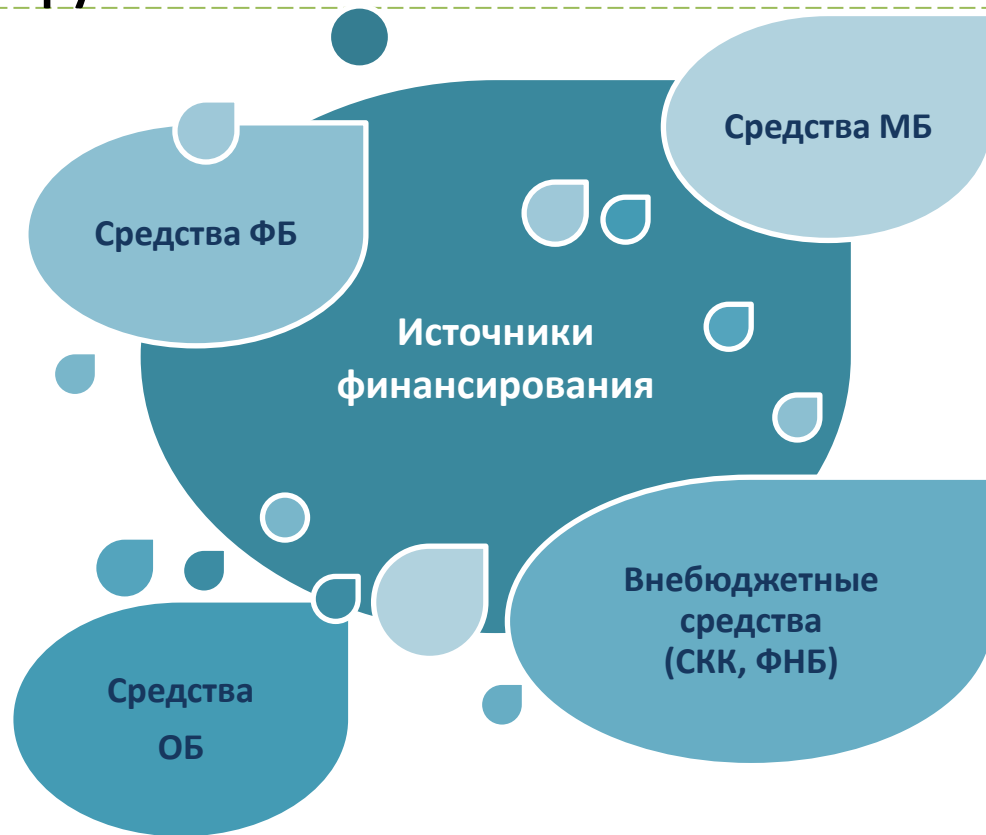 Средства МБ
Средства ФБ
Источники
финансирования
Внебюджетные
средства
(СКК, ФНБ)
Средства
ОБ